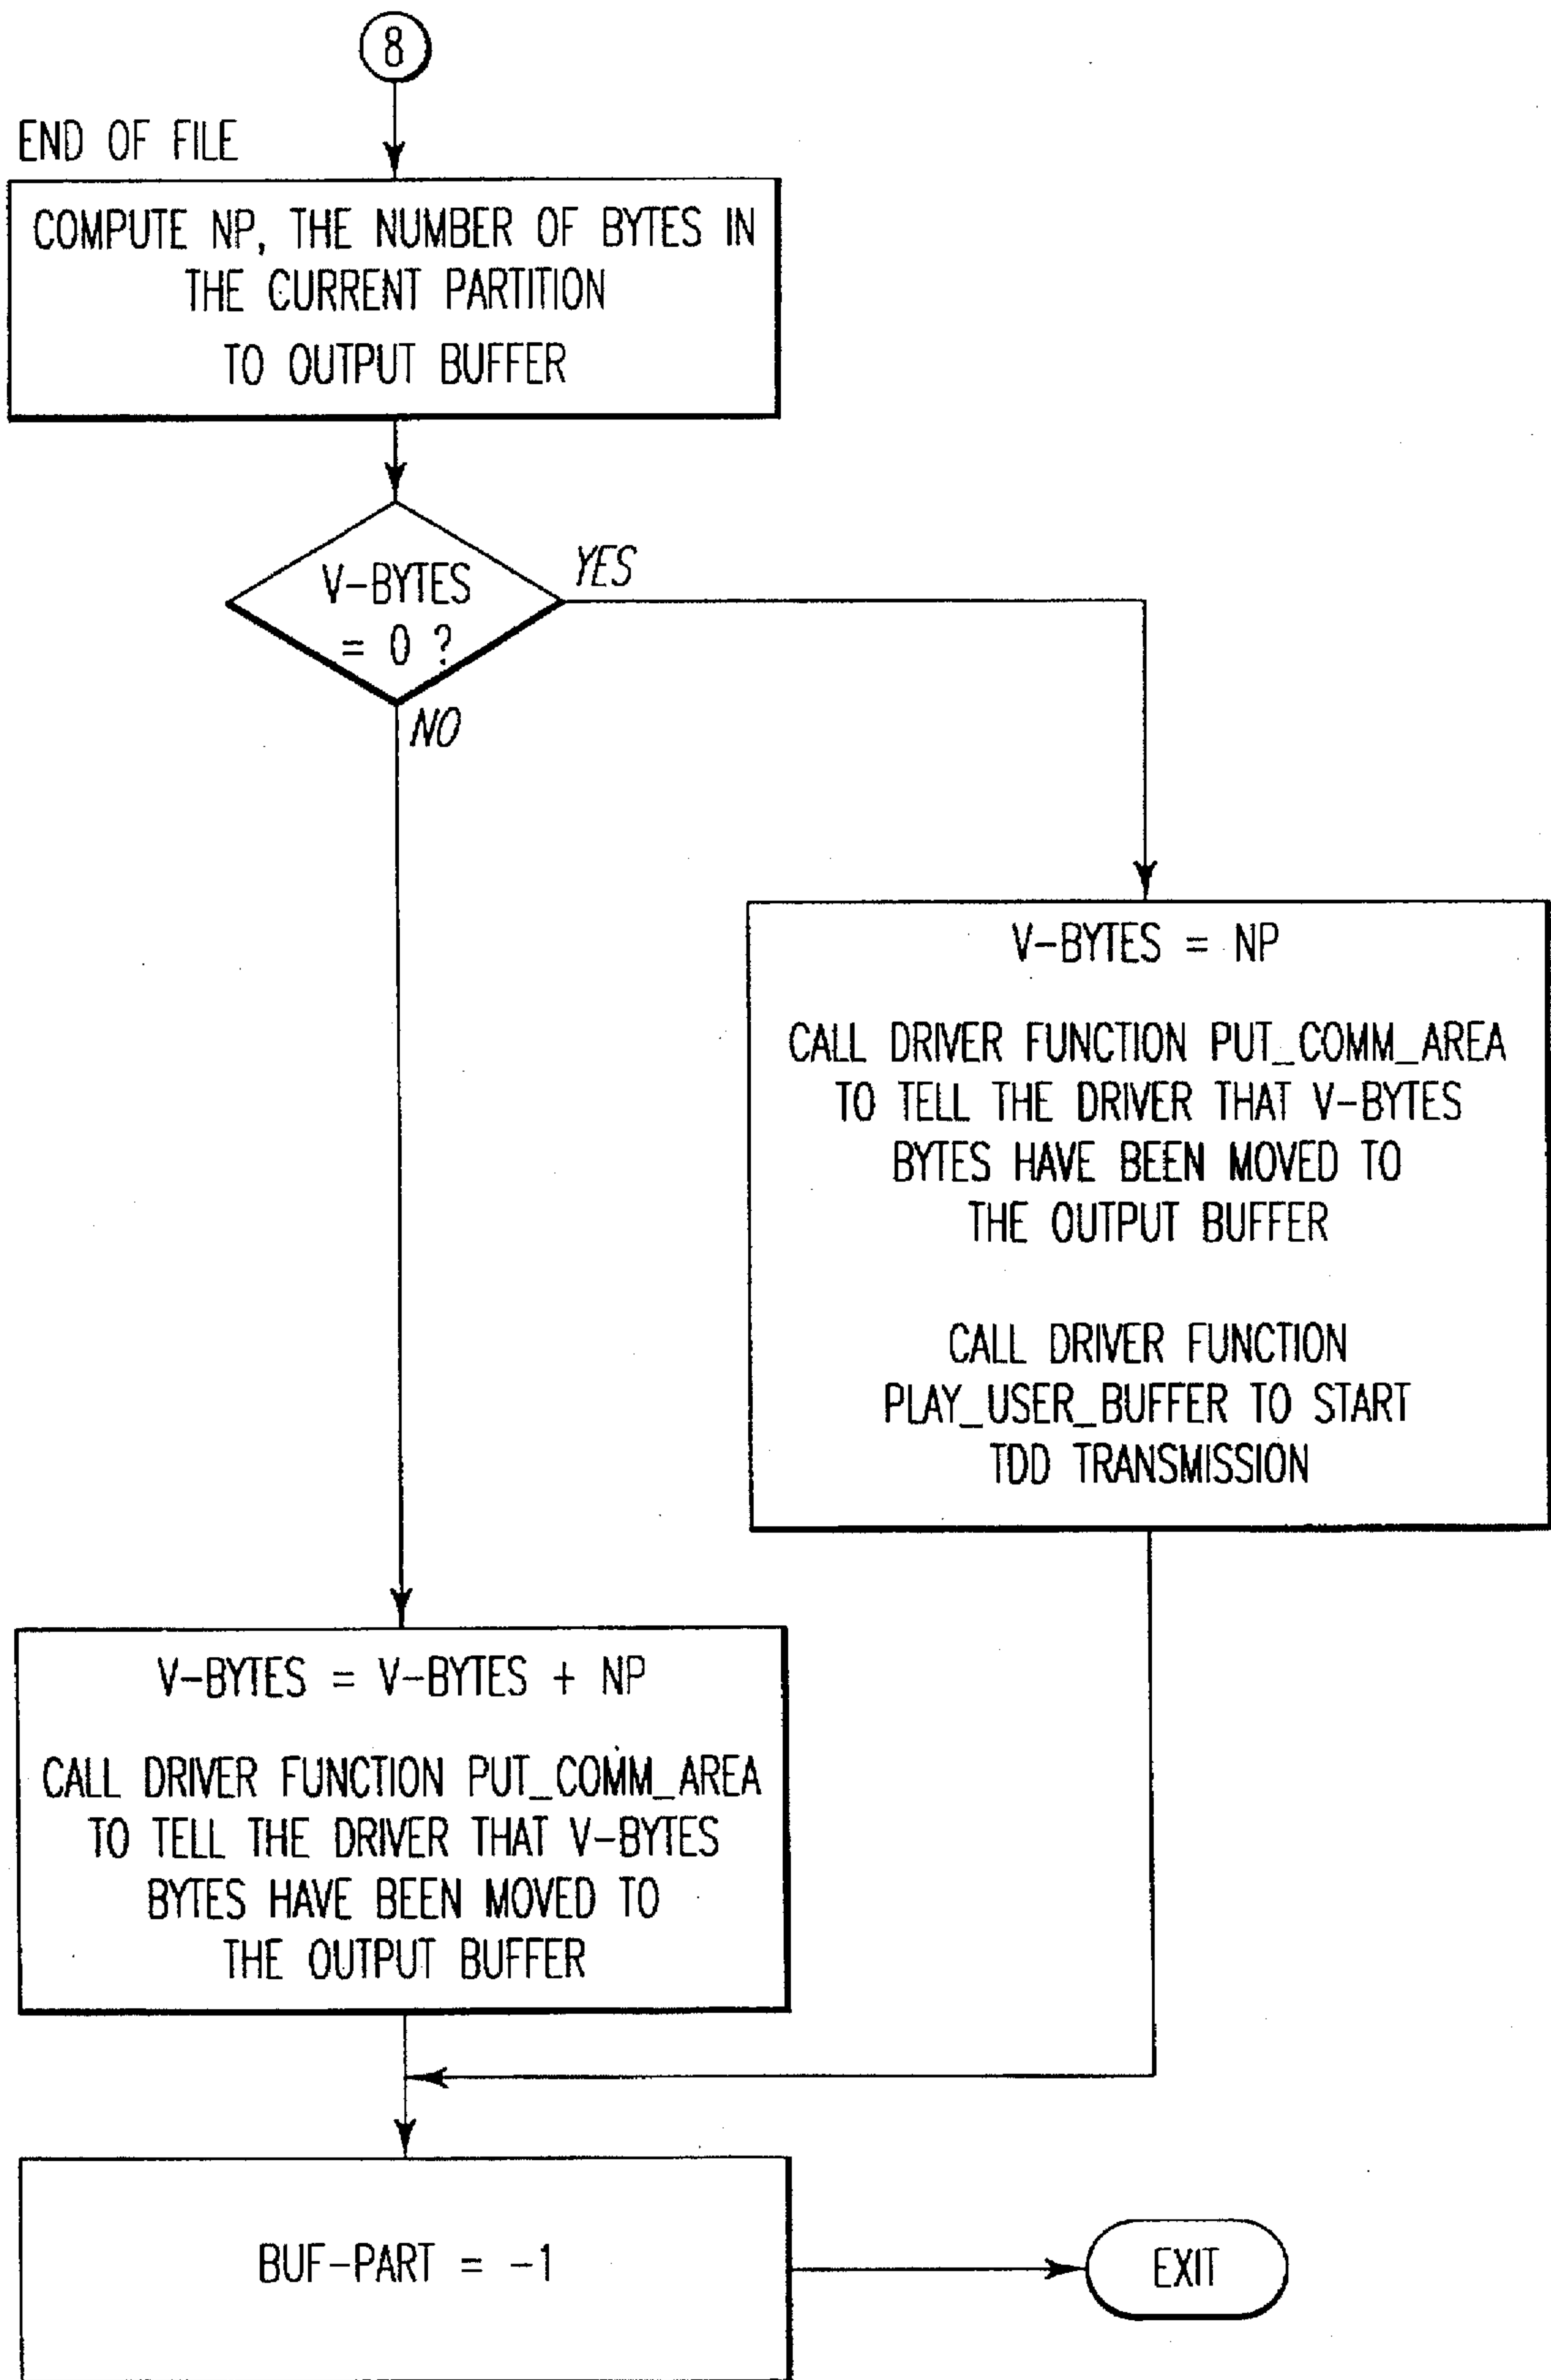 8
END OF FILE
COMPUTE NP, THE NUMBER OF BYTES IN
THE CURRENT PARTITION
TO OUTPUT BUFFER
V-BYTES
= 0 ?
YES
NO
V-BYTES = NP
CALL DRIVER FUNCTION PUT_COMM_AREA
TO TELL THE DRIVER THAT V-BYTES
BYTES HAVE BEEN MOVED TO
THE OUTPUT BUFFER
CALL DRIVER FUNCTION
PLAY_USER_BUFFER TO START
TDD TRANSMISSION
V-BYTES = V-BYTES + NP
CALL DRIVER FUNCTION PUT_COMM_AREA
TO TELL THE DRIVER THAT V-BYTES
BYTES HAVE BEEN MOVED TO
THE OUTPUT BUFFER
BUF-PART = -1
EXIT